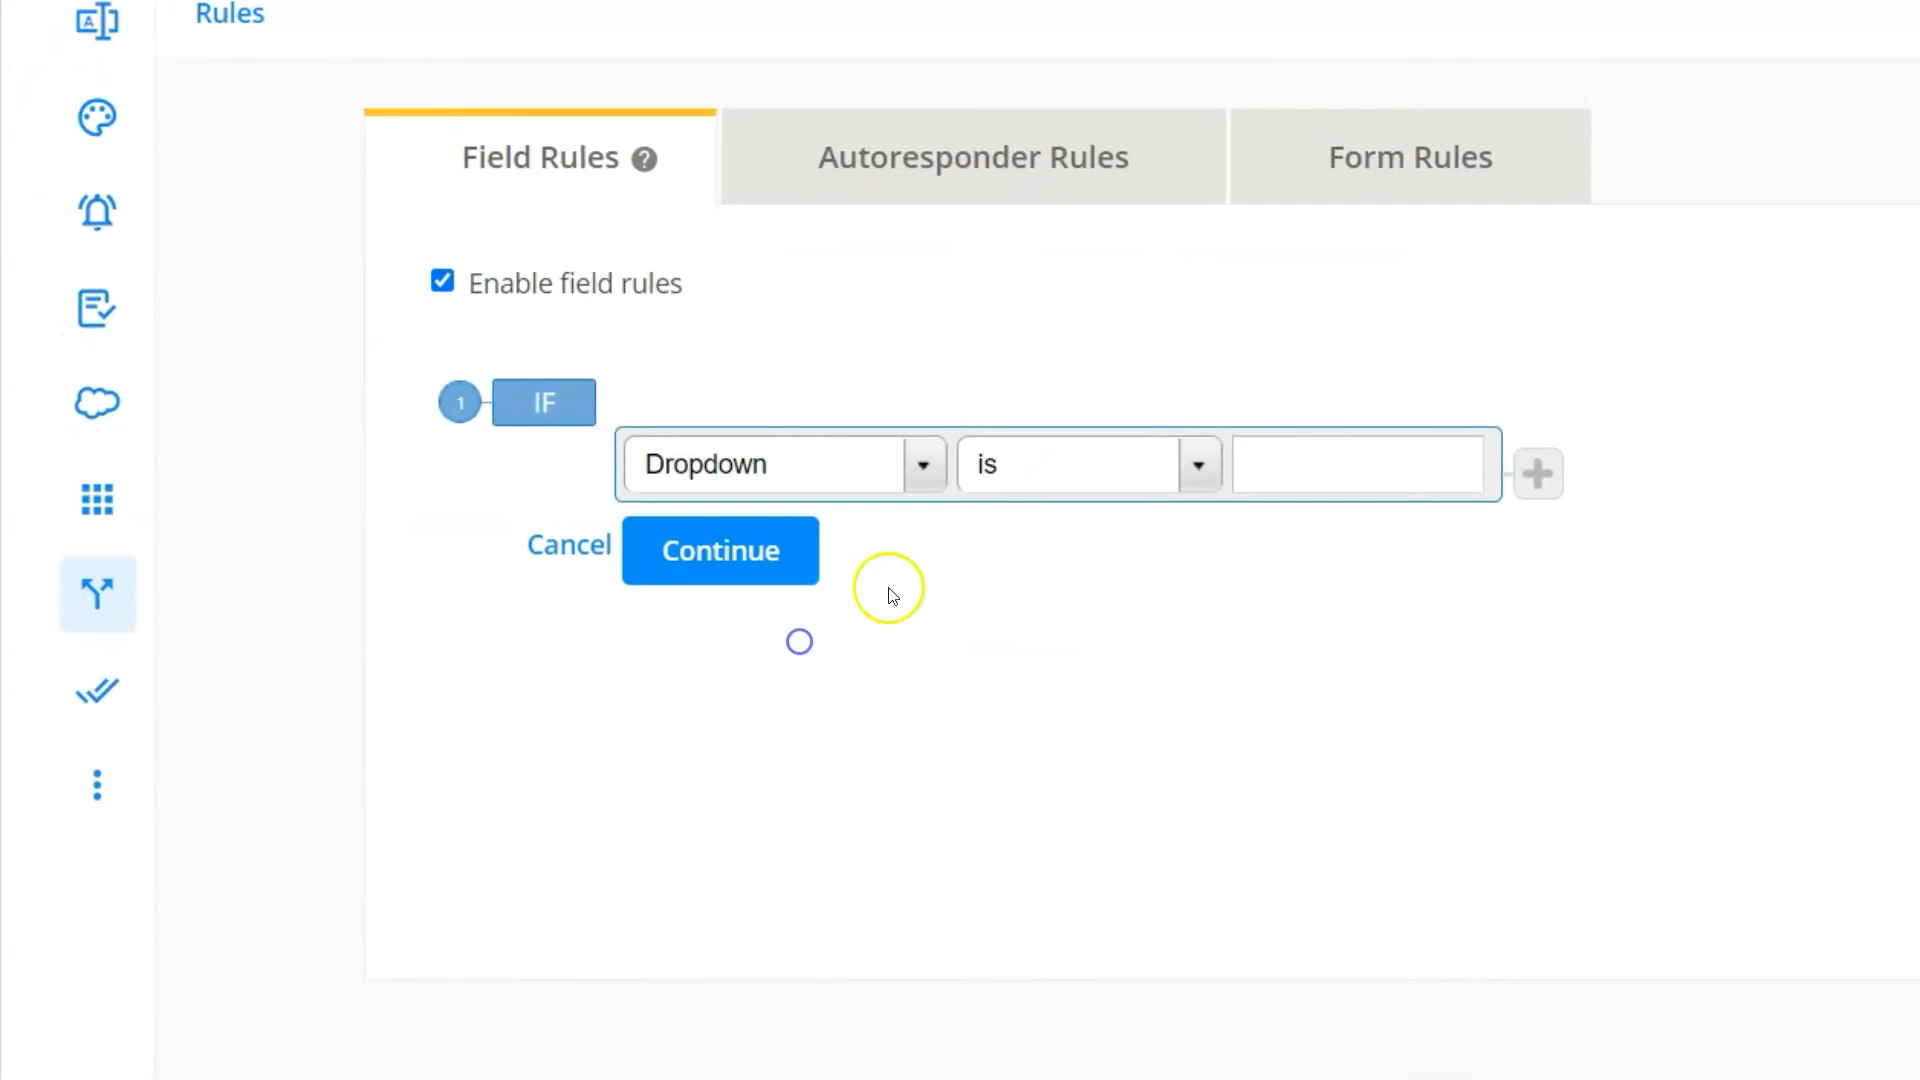 Rules
Field Rules ?
Autoresponder Rules
Form Rules
Enable field rules
1
IF
Dropdown
is
Cancel
Continue